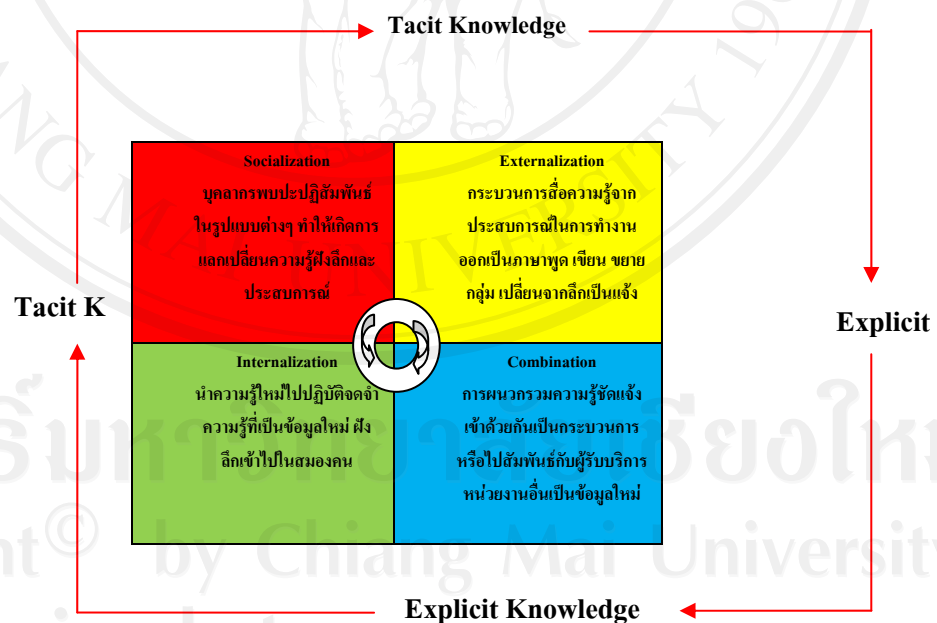 Tacit Knowledge
Socialization
บุคลากรพบปะปฏิสัมพันธ์
ในรูปแบบต่างๆ ทำให้เกิดการ
แลกเปลี่ยนความรู้ฝังลึกและ
ประสบการณ์
Externalization
กระบวนการสื่อความรู้จาก
ประสบการณ์ในการทำงาน
ออกเป็นภาษาพูด เขียน ขยาย
กลุ่ม เปลี่ยนจากลึกเป็นแจ้ง
Tacit K
Explicit
Internalization
นำความรู้ใหม่ไปปฏิบัติจดจำ
ความรู้ที่เป็นข้อมูลใหม่ ฝัง
ลึกเข้าไปในสมองคน
Combination
การผนวกรวมความรู้ชัดแจ้ง
เข้าด้วยกันเป็นกระบวนการ
หรือไปสัมพันธ์กับผู้รับบริการ
หน่วยงานอื่นเป็นข้อมูลใหม่
Explicit Knowledge
by Chiang Mai University